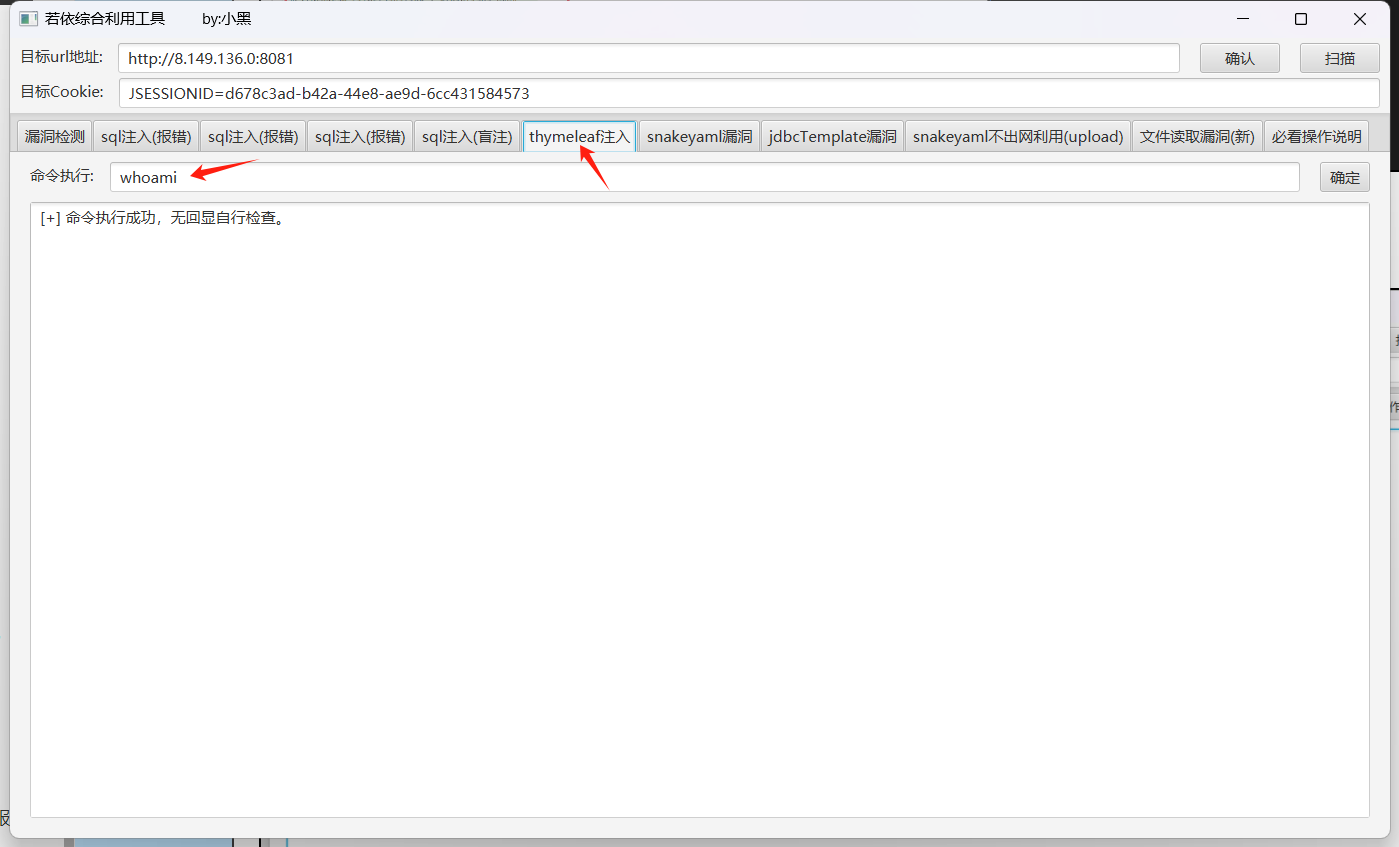 若依综合利用工具 by:小黑
目标url地址: http://8.149.136.0:8081 确认 扫描
目标Cookie: JSESSIONID=d678c3ad-b42a-44e8-ae9d-6cc431584573
漏洞检测 sql注入(报错) sql注入(报错) sql注入(报错) sql注入(盲注) thymeleaf注入 snakeyaml漏洞 jdbcTemplate漏洞 snakeyaml不出网利用(upload) 文件读取漏洞(新) 必看操作说明
命令执行: whoami 确定
[+] 命令执行成功，无回显自行检查。